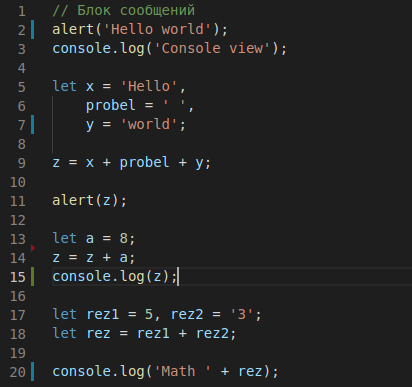 1 // Блок сообщений
2 alert('Hello world');
3 console.log('Console view');
4
5 let x = 'Hello',
6     probel = ' ',
7     y = 'world';
8
9 z = x + probel + y;
10
11 alert(z);
12
13 let a = 8;
14 z = z + a;
15 console.log(z);
16
17 let rez1 = 5, rez2 = '3';
18 let rez = rez1 + rez2;
19
20 console.log('Math ' + rez);